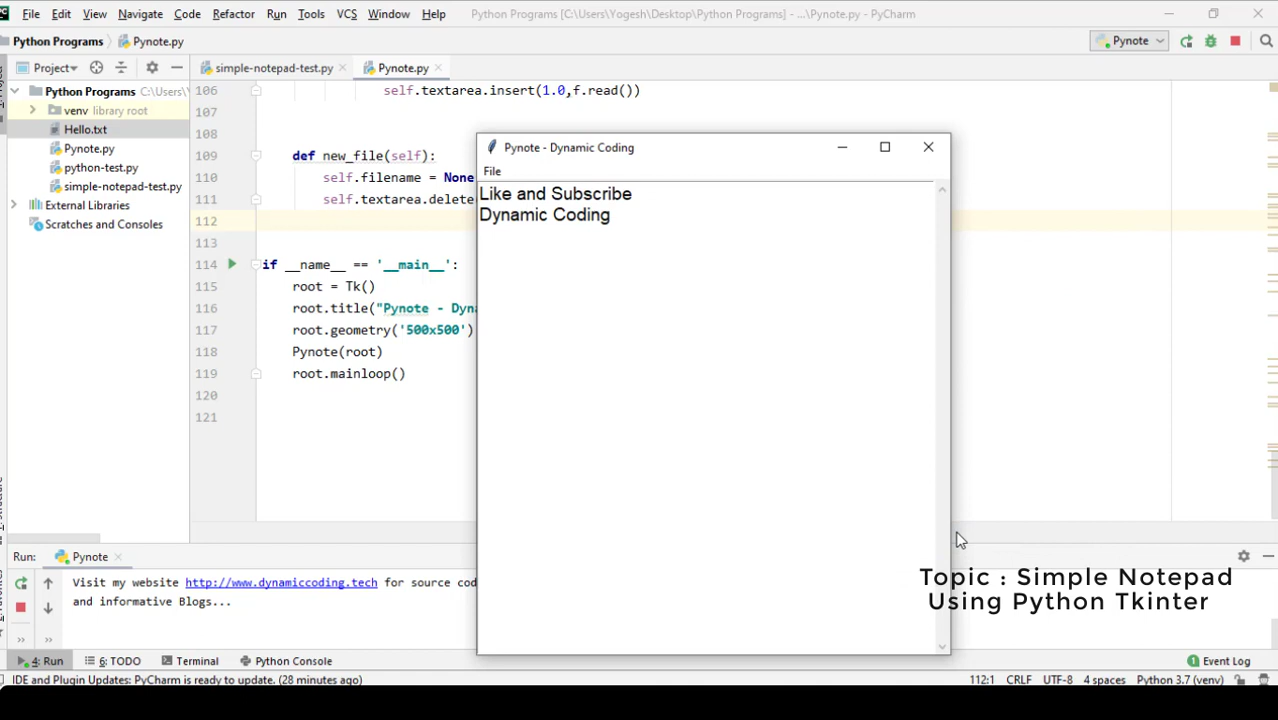 File Edit View Navigate Code Refactor Run Tools VCS Window Help Python Programs [C:\Users\Yogesh\Desktop\Python Programs] - ...\Pynote.py - PyCharm
Python Programs Pynote.py Pynote
Project simple-notepad-test.py Pynote.py
Python Programs C:\Users\
venv library root
Hello.txt
Pynote.py
python-test.py
simple-notepad-test.py
External Libraries
Scratches and Consoles
106 self.textarea.insert(1.0,f.read())
107
108
109 def new_file(self):
110 self.filename = None
111 self.textarea.delete
112
113
114 if __name__ == '__main__':
115 root = Tk()
116 root.title("Pynote - Dyn
117 root.geometry('500x500')
118 Pynote(root)
119 root.mainloop()
120
121
Pynote - Dynamic Coding
File
Like and Subscribe
Dynamic Coding
Run: Pynote
Visit my website http://www.dynamiccoding.tech for source cod
and informative Blogs...
Topic : Simple Notepad
Using Python Tkinter
4: Run 6: TODO Terminal Python Console 1 Event Log
IDE and Plugin Updates: PyCharm is ready to update. (28 minutes ago) 112:1 CRLF UTF-8 4 spaces Python 3.7 (venv)